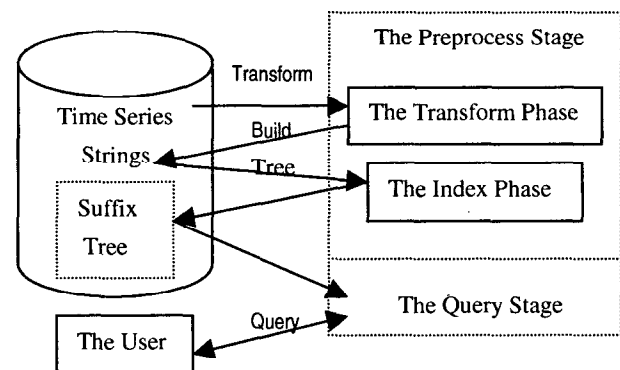 The Preprocess Stage
Transform
Time Series
The Transform Phase
Build
Strings
Tree
The Index Phase
Suffix
Tree
The Query Stage
Query
The User